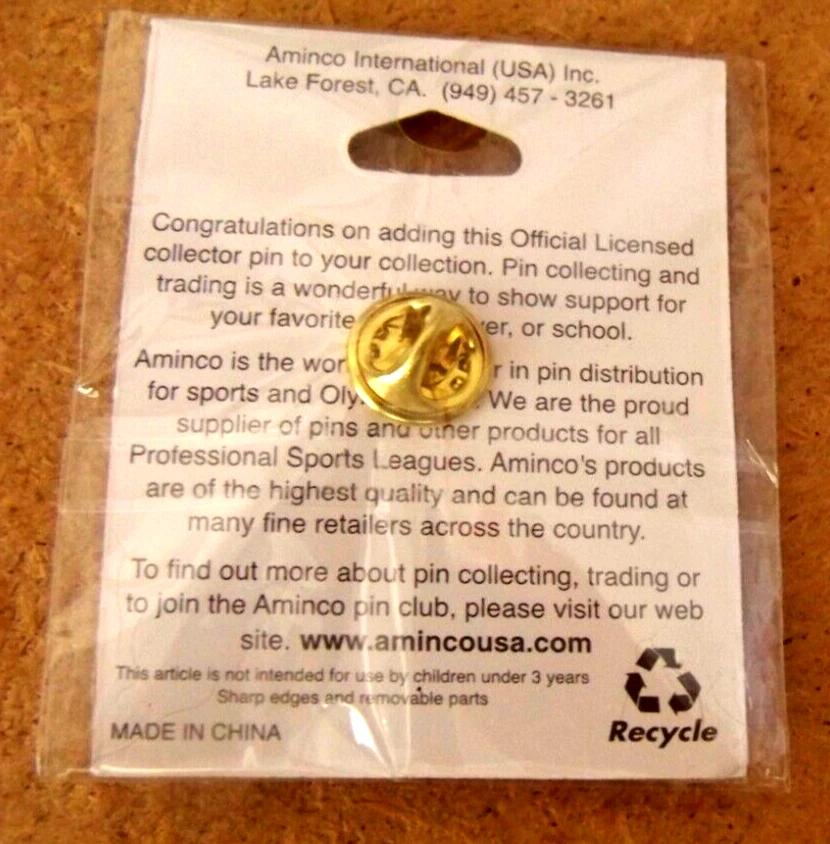 Aminco International (USA) Inc.
Lake Forest, CA. (949) 457 - 3261
Congratulations on adding this Official Licensed
collector pin to your collection. Pin collecting and
trading is a wonderful way to show support for
your favorite er, or school.
Aminco is the wor r in pin distribution
for sports and Oly. We are the proud
supplier of pins and other products for all
Professional Sports Leagues. Aminco's products
are of the highest quality and can be found at
many fine retailers across the country.
To find out more about pin collecting, trading or
to join the Aminco pin club, please visit our web
site. www.amincousa.com
This article is not intended for use by children under 3 years
Sharp edges and removable parts
MADE IN CHINA
Recycle